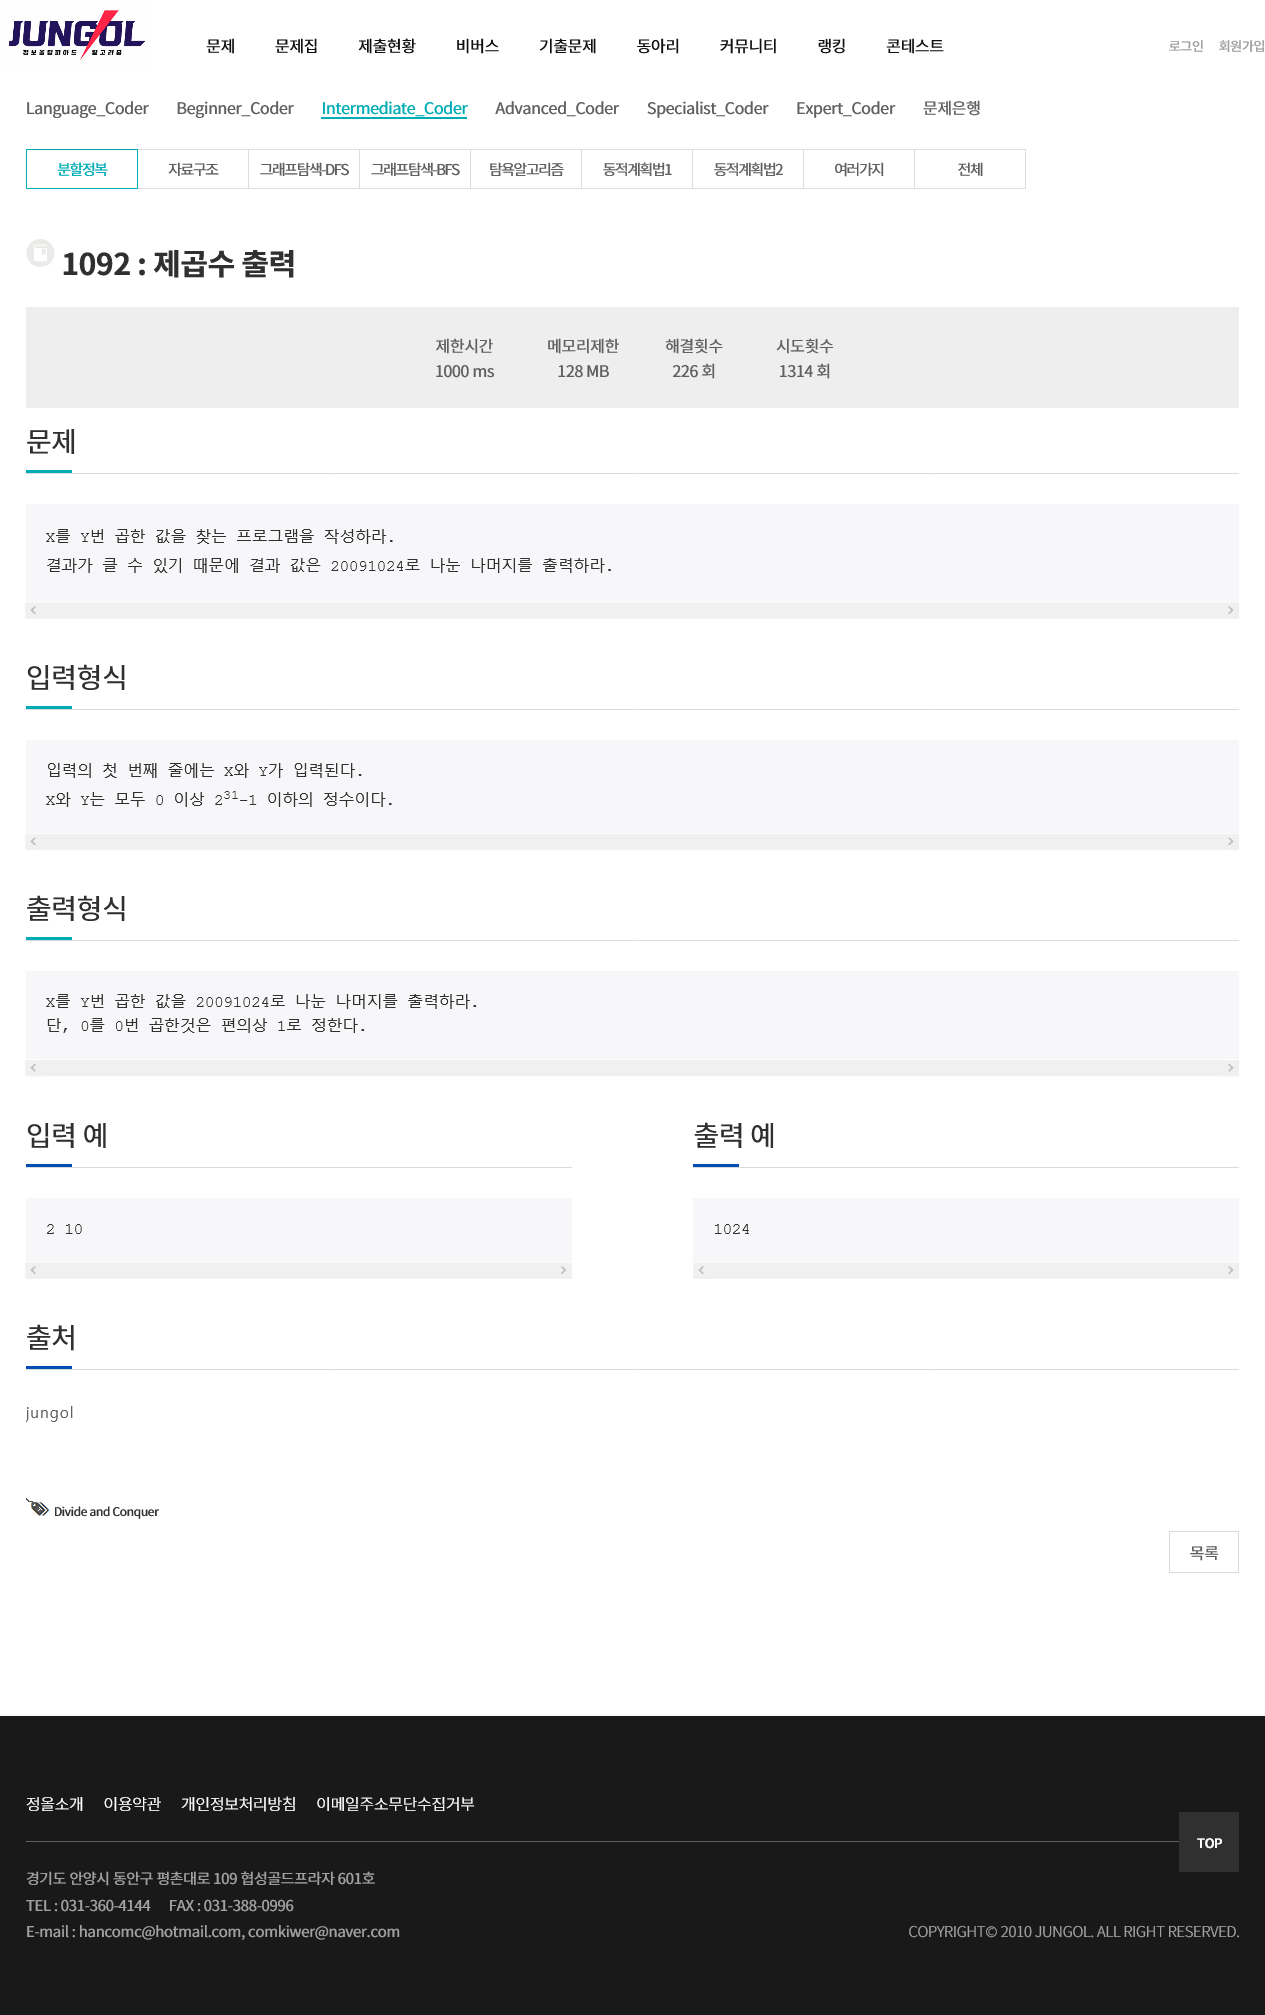 JUNGOL
정보올림피아드 알고리즘
문제 문제집 제출현황 비버스 기출문제 동아리 커뮤니티 랭킹 콘테스트 로그인 회원가입
Language_Coder Beginner_Coder Intermediate_Coder Advanced_Coder Specialist_Coder Expert_Coder 문제은행
분할정복 자료구조 그래프탐색-DFS 그래프탐색-BFS 탐욕알고리즘 동적계획법1 동적계획법2 여러가지 전체
1092 : 제곱수 출력
제한시간 메모리제한 해결횟수 시도횟수
1000 ms 128 MB 226 회 1314 회
문제
X를 Y번 곱한 값을 찾는 프로그램을 작성하라.
결과가 클 수 있기 때문에 결과 값은 20091024로 나눈 나머지를 출력하라.
입력형식
입력의 첫 번째 줄에는 X와 Y가 입력된다.
X와 Y는 모두 0 이상 2^31-1 이하의 정수이다.
출력형식
X를 Y번 곱한 값을 20091024로 나눈 나머지를 출력하라.
단, 0를 0번 곱한것은 편의상 1로 정한다.
입력 예 출력 예
2 10 1024
출처
jungol
Divide and Conquer
목록
정올소개 이용약관 개인정보처리방침 이메일주소무단수집거부
TOP
경기도 안양시 동안구 평촌대로 109 협성골드프라자 601호
TEL : 031-360-4144 FAX : 031-388-0996
E-mail : hancomc@hotmail.com, comkiwer@naver.com COPYRIGHT© 2010 JUNGOL. ALL RIGHT RESERVED.